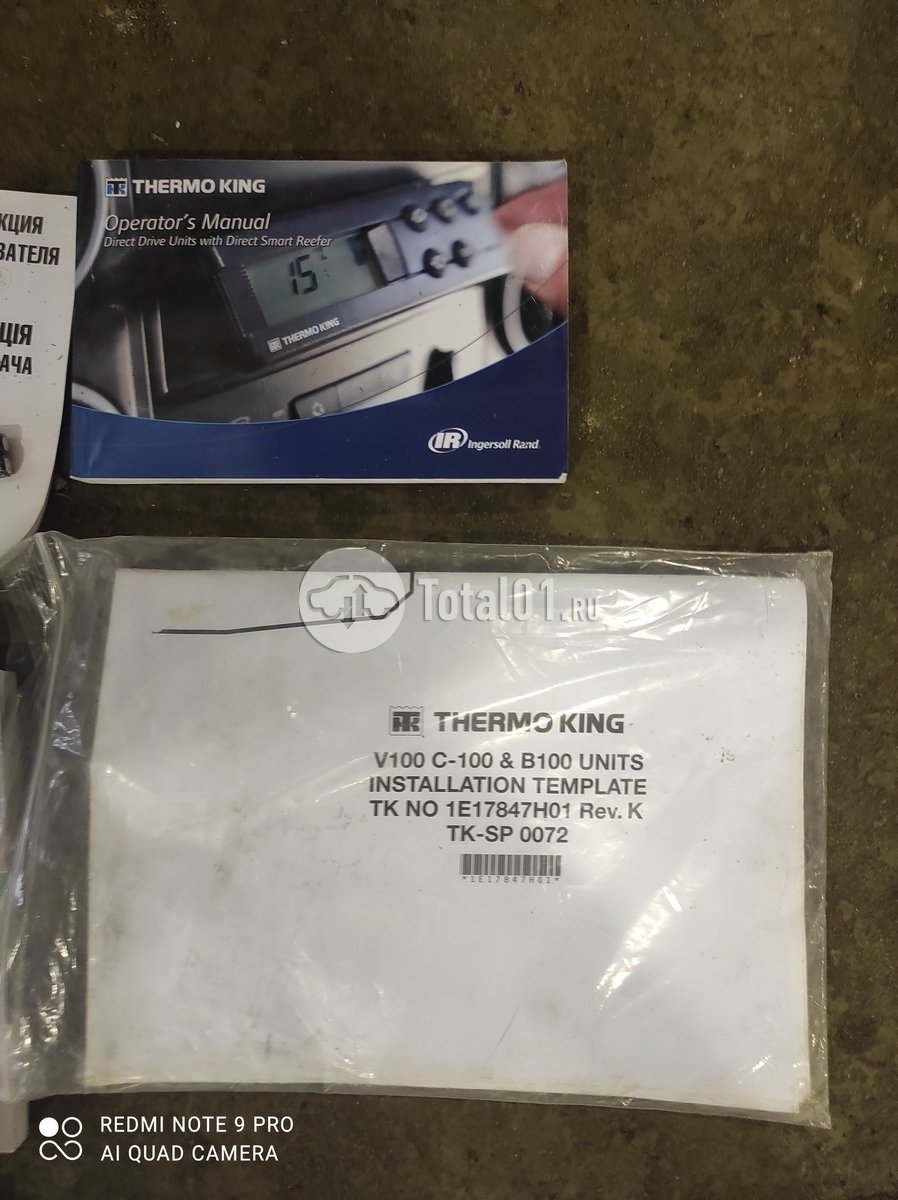 THERMO KING
Operator's Manual
Direct Drive Units with Direct Smart Reefer
15
THERMO KING
IR Ingersoll Rand
КЦИЯ
ВАТЕЛЯ
ЦІЯ
АЧА
Total01.RU
THERMO KING
V100 C-100 & B100 UNITS
INSTALLATION TEMPLATE
TK NO 1E17847H01 Rev. K
TK-SP 0072
*1E17847H01*
REDMI NOTE 9 PRO
AI QUAD CAMERA